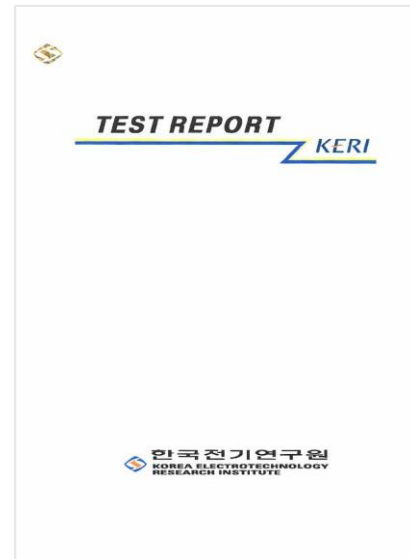 TEST REPORT
KERI
한국전기연구원
KOREA ELECTROTECHNOLOGY
RESEARCH INSTITUTE